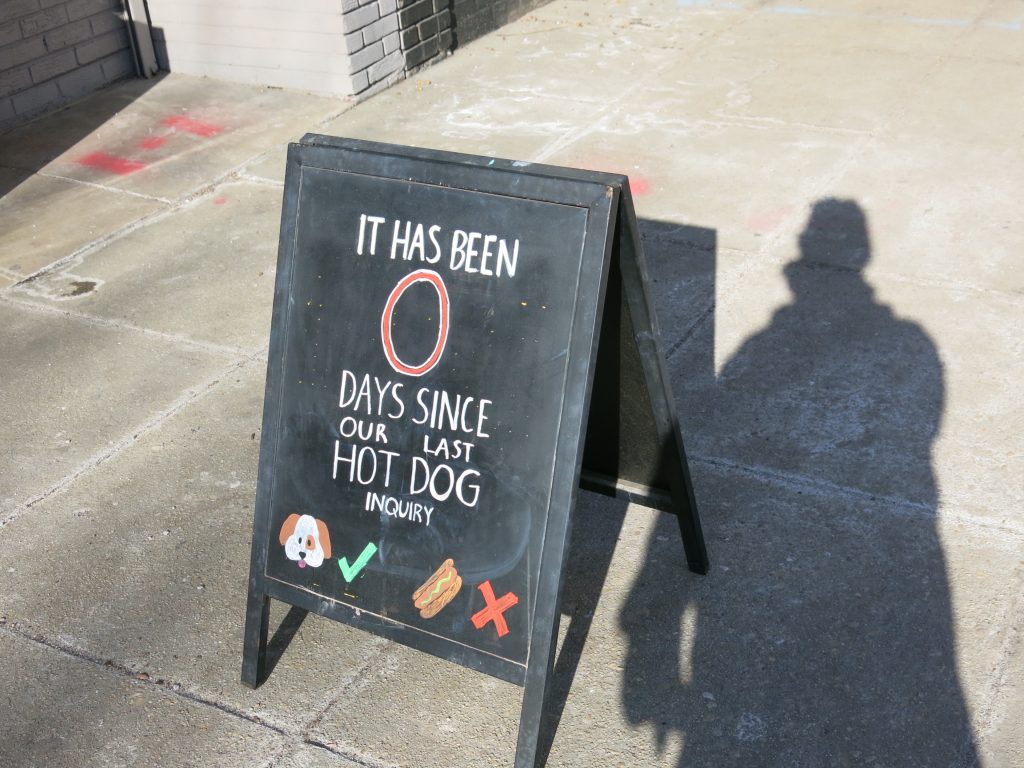 IT HAS BEEN
0
DAYS SINCE
OUR LAST
HOT DOG
INQUIRY